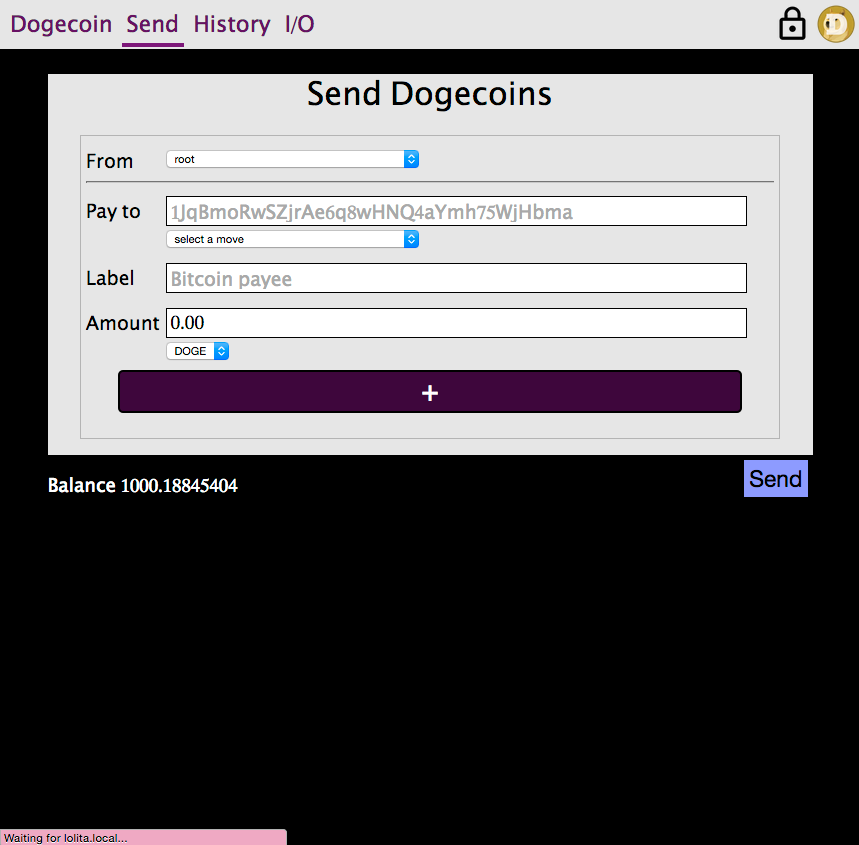 Dogecoin Send History I/O
Send Dogecoins
From root
Pay to 1JqBmoRwSZjrAe6q8wHNQ4aYmh75WjHbma
select a move
Label Bitcoin payee
Amount 0.00
DOGE
+
Balance 1000.18845404
Send
Waiting for lolita.local...